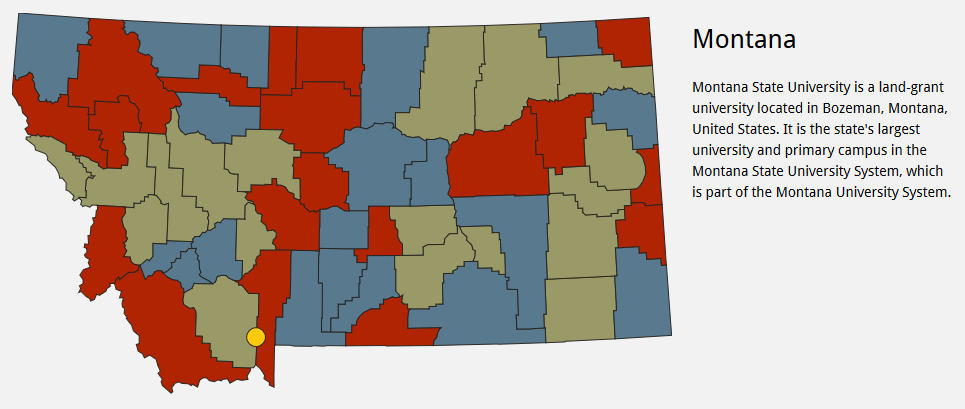 Montana
Montana State University is a land-grant
university located in Bozeman, Montana,
United States. It is the state's largest
university and primary campus in the
Montana State University System, which
is part of the Montana University System.